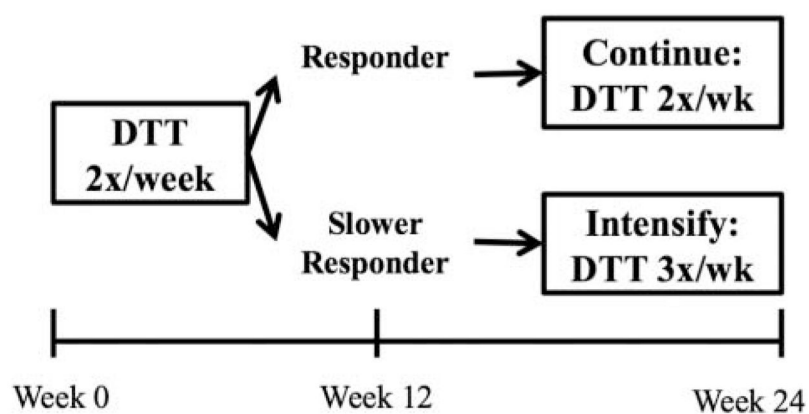 Responder
Continue:
DTT 2x/wk
DTT
2x/week
Slower
Responder
Intensify:
DTT 3x/wk
Week 0
Week 12
Week 24